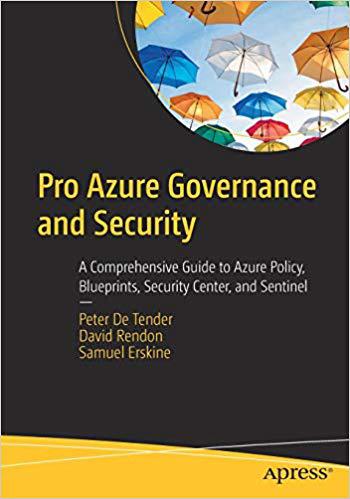 Pro Azure Governance
and Security
A Comprehensive Guide to Azure Policy,
Blueprints, Security Center, and Sentinel
—
Peter De Tender
David Rendon
Samuel Erskine
Apress®